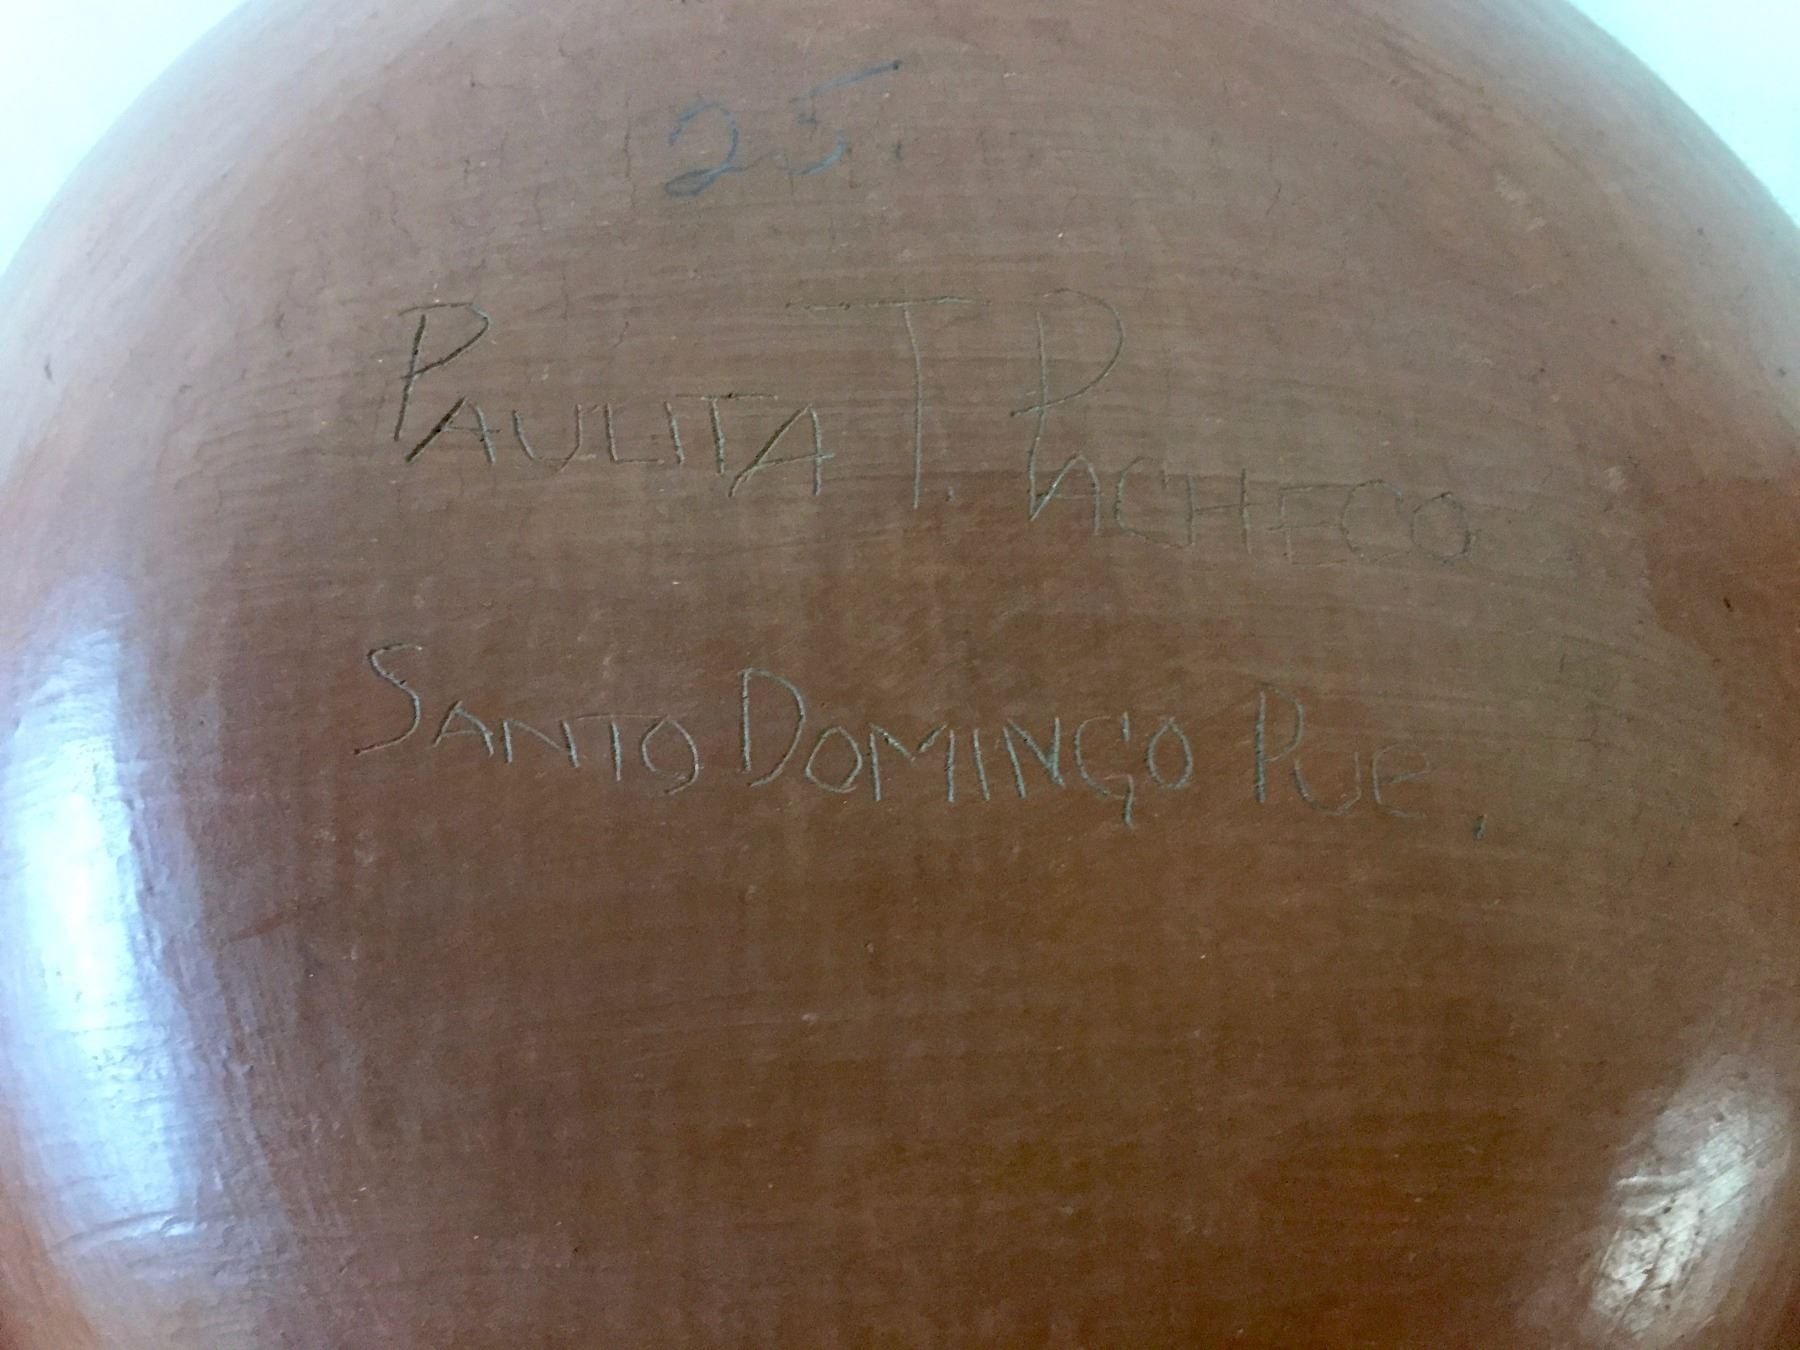 25
PAULITA T. PACHECO
SANTO DOMINGO PUE.